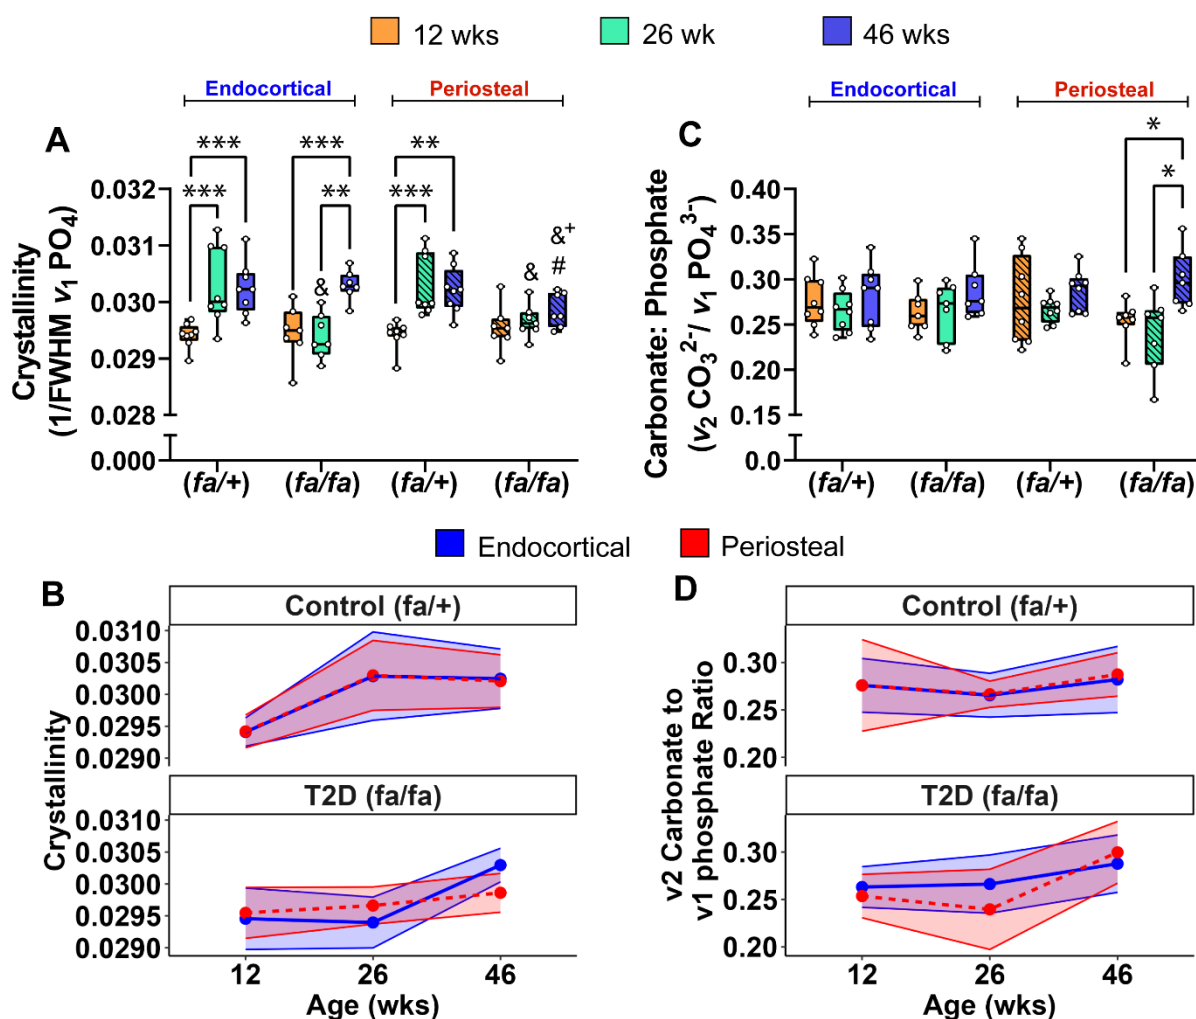 12 wks 26 wk 46 wks
Endocortical Periosteal Endocortical Periosteal
A
*** *** ** 
*** & ** *** & &+ #
Crystallinity
(1/FWHM v1 PO4)
0.032
0.031
0.030
0.029
0.028
0.000
(fa/+) (fa/fa) (fa/+) (fa/fa)
C
*
*
Carbonate: Phosphate
(v2 CO3 2-/ v1 PO4 3-)
0.40
0.35
0.30
0.25
0.20
0.15
0.0
(fa/+) (fa/fa) (fa/+) (fa/fa)
Endocortical Periosteal
B
Control (fa/+)
Crystallinity
0.0310
0.0305
0.0300
0.0295
0.0290
T2D (fa/fa)
0.0310
0.0305
0.0300
0.0295
0.0290
12 26 46
Age (wks)
D
Control (fa/+)
v2 Carbonate to
v1 phosphate Ratio
0.30
0.25
0.20
T2D (fa/fa)
0.30
0.25
0.20
12 26 46
Age (wks)